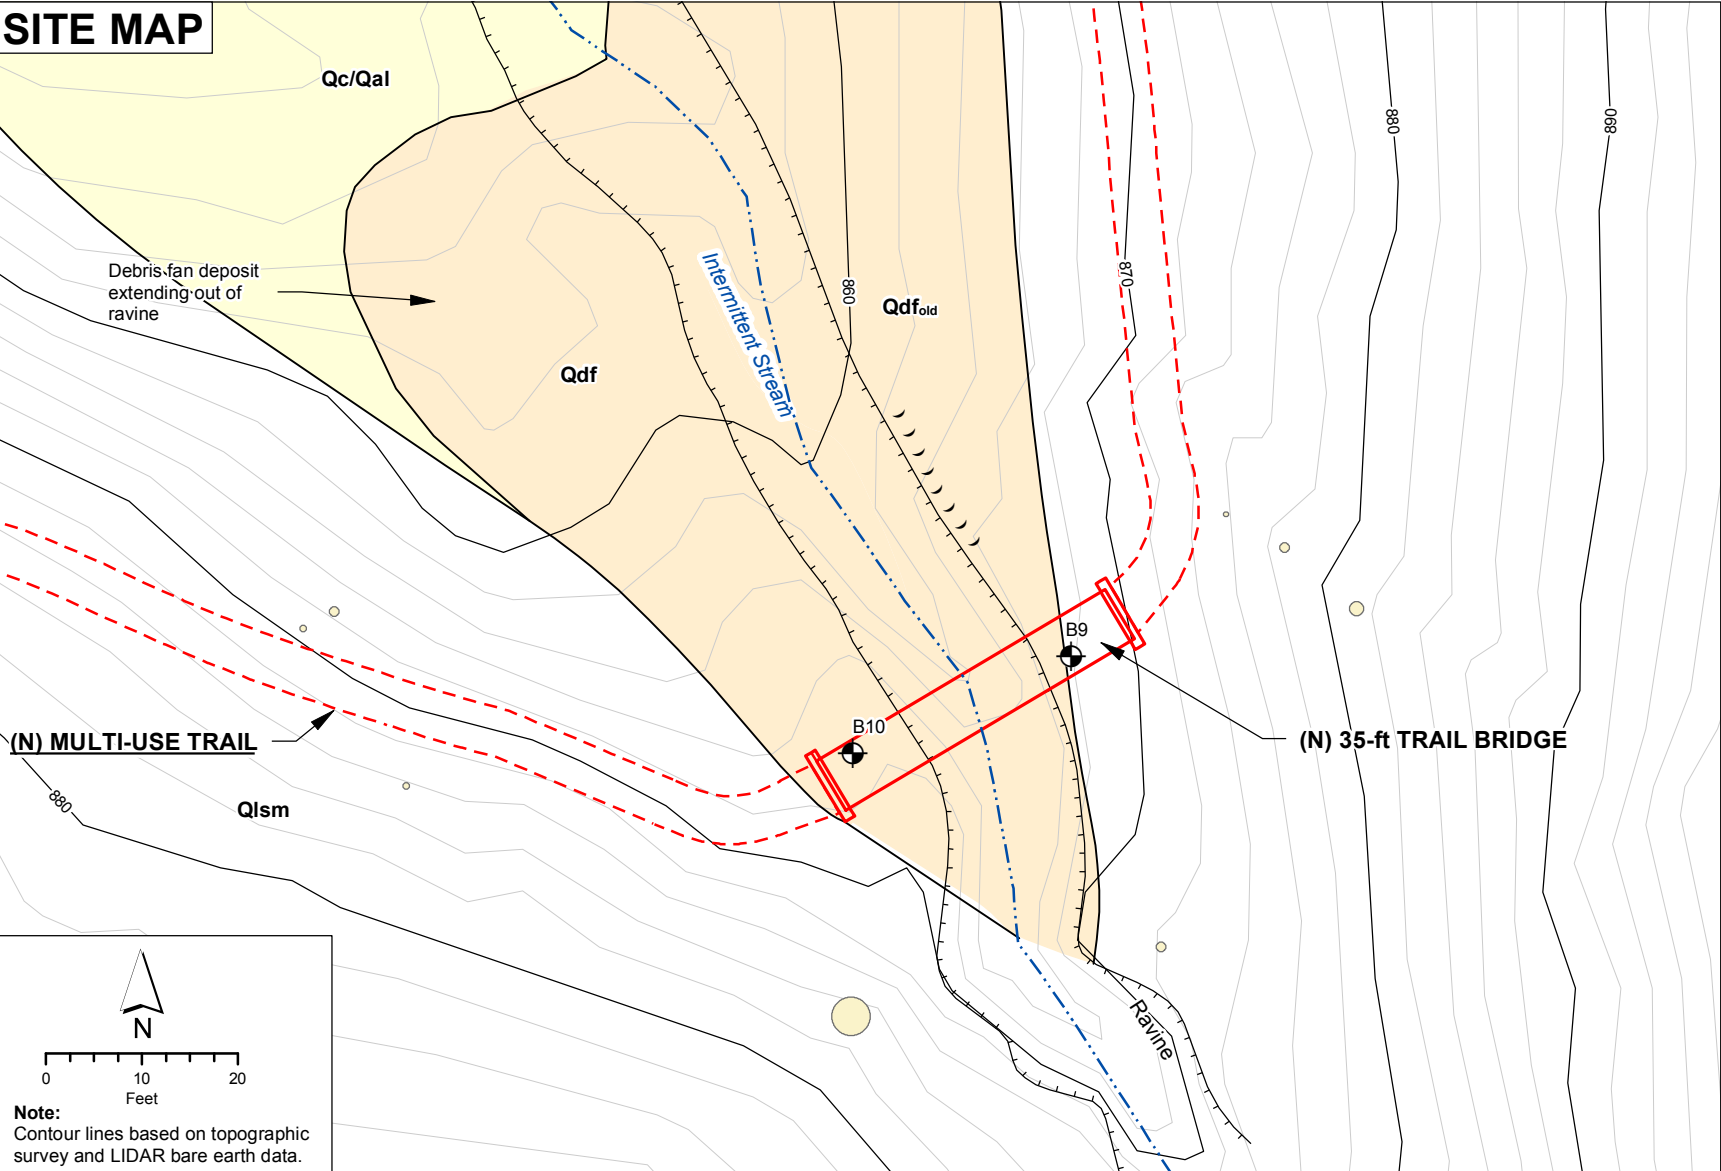 SITE MAP
Qc/Qal
880
890
Debris fan deposit
extending out of
ravine
870
860
Qdfold
Intermittent Stream
Qdf
B9
B10
(N) MULTI-USE TRAIL
(N) 35-ft TRAIL BRIDGE
880
Qlsm
Ravine
N
0 10 20
Feet
Note:
Contour lines based on topographic
survey and LIDAR bare earth data.